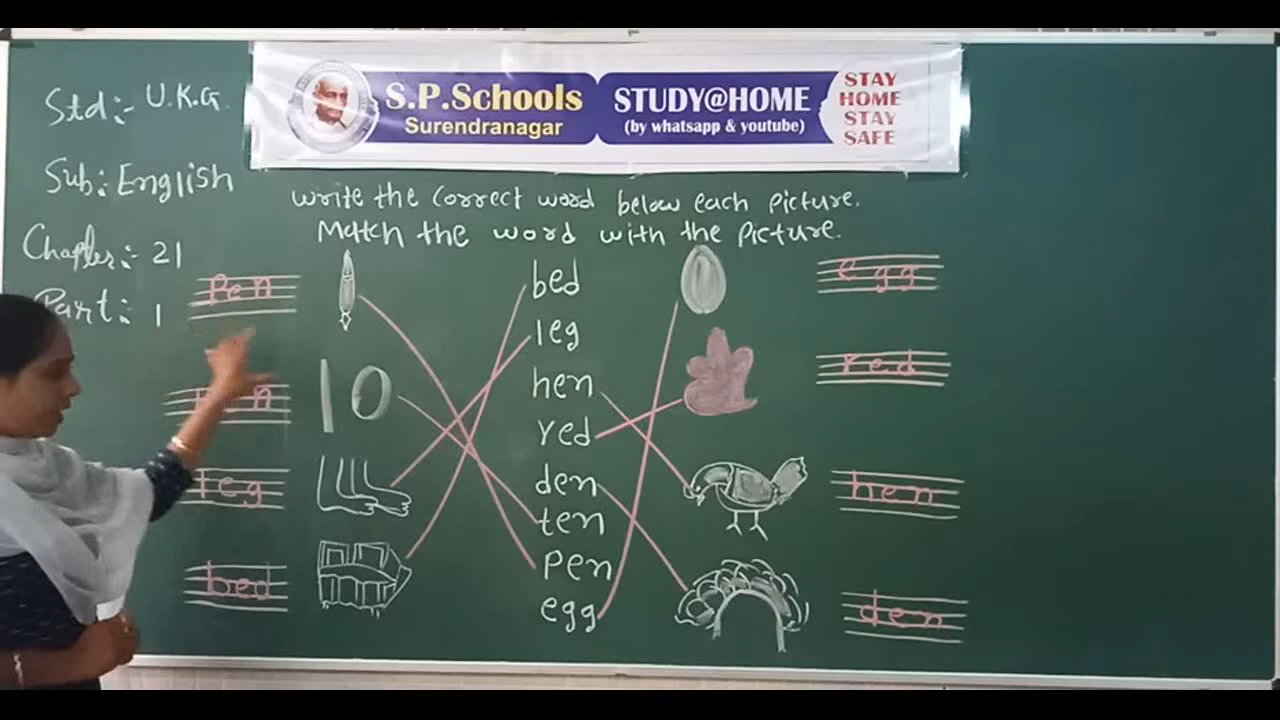 S.P.Schools
Surendranagar
STUDY@HOME
(by whatsapp & youtube)
STAY
HOME
STAY
SAFE
Std:- U.K.G.
Sub: English
Chapter:- 21
Part:- 1
Write the correct word below each picture.
Match the word with the picture.
pen
leg
bed
bed
leg
hen
red
den
ten
pen
egg
egg
red
hen
den
10